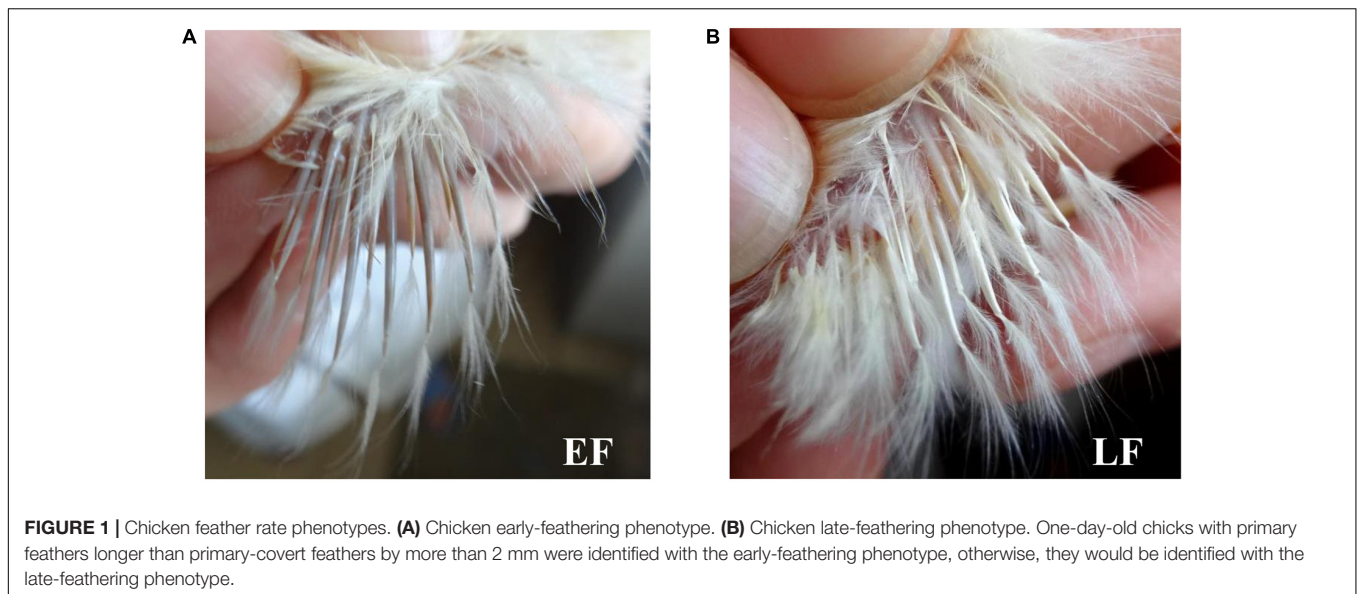 A
B
EF
LF
FIGURE 1 | Chicken feather rate phenotypes. (A) Chicken early-feathering phenotype. (B) Chicken late-feathering phenotype. One-day-old chicks with primary
feathers longer than primary-covert feathers by more than 2 mm were identified with the early-feathering phenotype, otherwise, they would be identified with the
late-feathering phenotype.